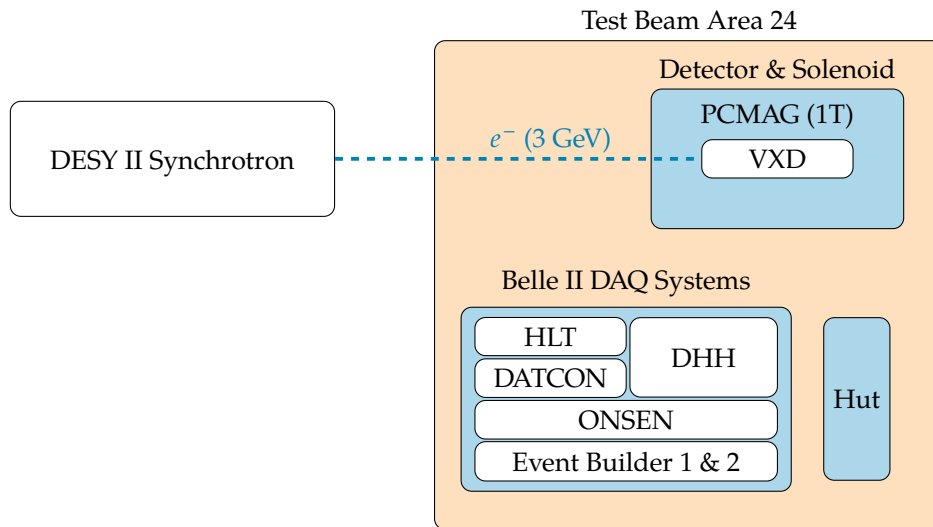 Test Beam Area 24
Detector & Solenoid
PCMAG (1T)
e⁻ (3 GeV)
DESY II Synchrotron
VXD
Belle II DAQ Systems
HLT
DHH
DATCON
Hut
ONSEN
Event Builder 1 & 2